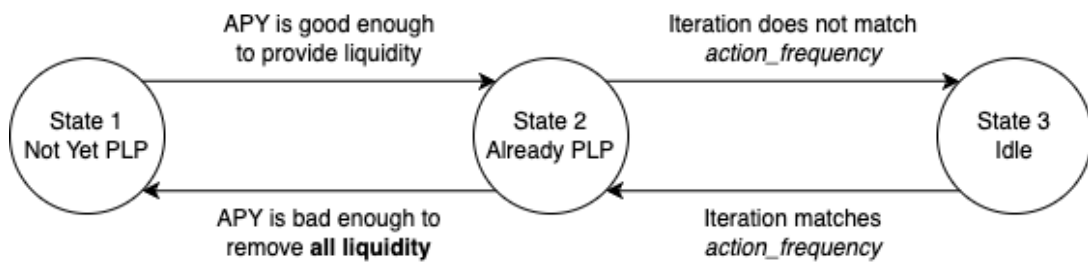 APY is good enough
to provide liquidity
Iteration does not match
action_frequency
State 1
Not Yet PLP
State 2
Already PLP
State 3
Idle
APY is bad enough to
remove all liquidity
Iteration matches
action_frequency